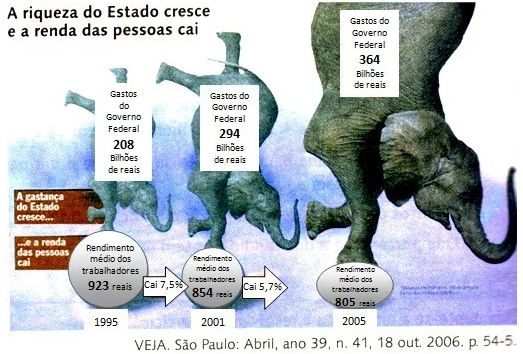 A riqueza do Estado cresce
e a renda das pessoas cai
Gastos
do
Governo
Federal
208
Bilhões
de reais
Gastos
do
Governo
Federal
294
Bilhões
de reais
Gastos do
Governo
Federal
364
Bilhões
de reais
A gastança
do Estado
cresce...
...e a renda
das pessoas
cai
Rendimento
médio dos
trabalhadores
923 reais
Cai 7,5%
Rendimento
médio dos
trabalhadores
854 reais
Cai 5,7%
Rendimento
médio dos
trabalhadores
805 reais
1995
2001
2005
VEJA. São Paulo: Abril, ano 39, n. 41, 18 out. 2006. p. 54-5.